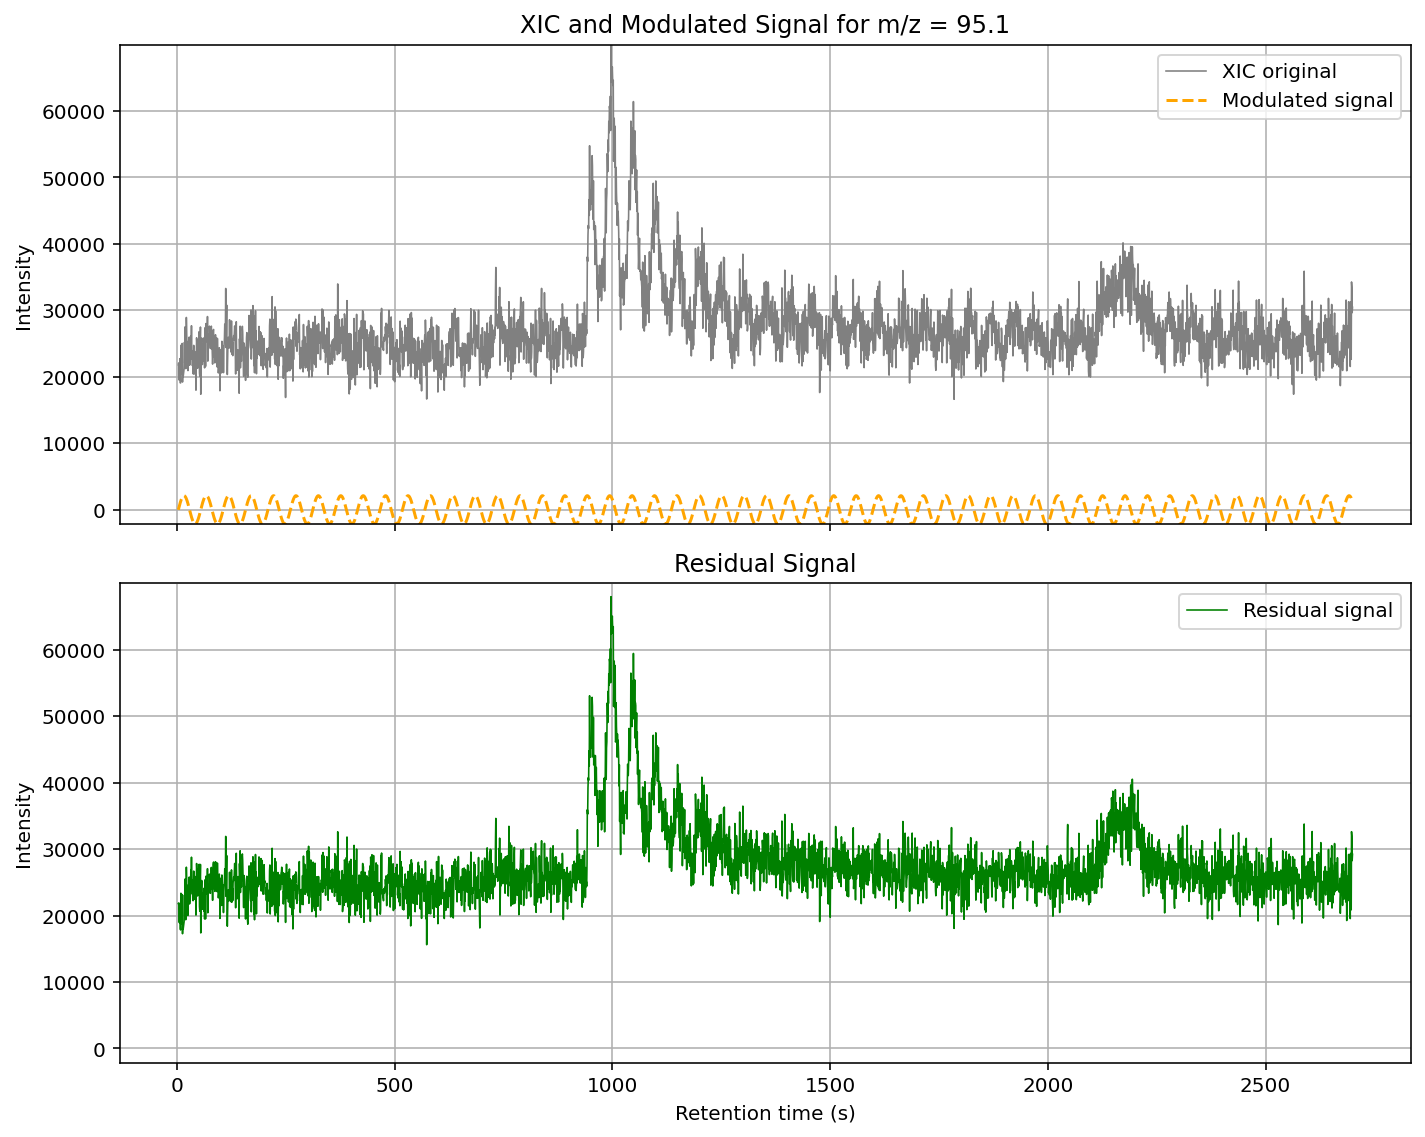 XIC and Modulated Signal for m/z = 95.1
60000
50000
40000
30000
20000
10000
0
Intensity
XIC original
Modulated signal
Residual Signal
60000
50000
40000
30000
20000
10000
0
Intensity
Residual signal
0 500 1000 1500 2000 2500
Retention time (s)